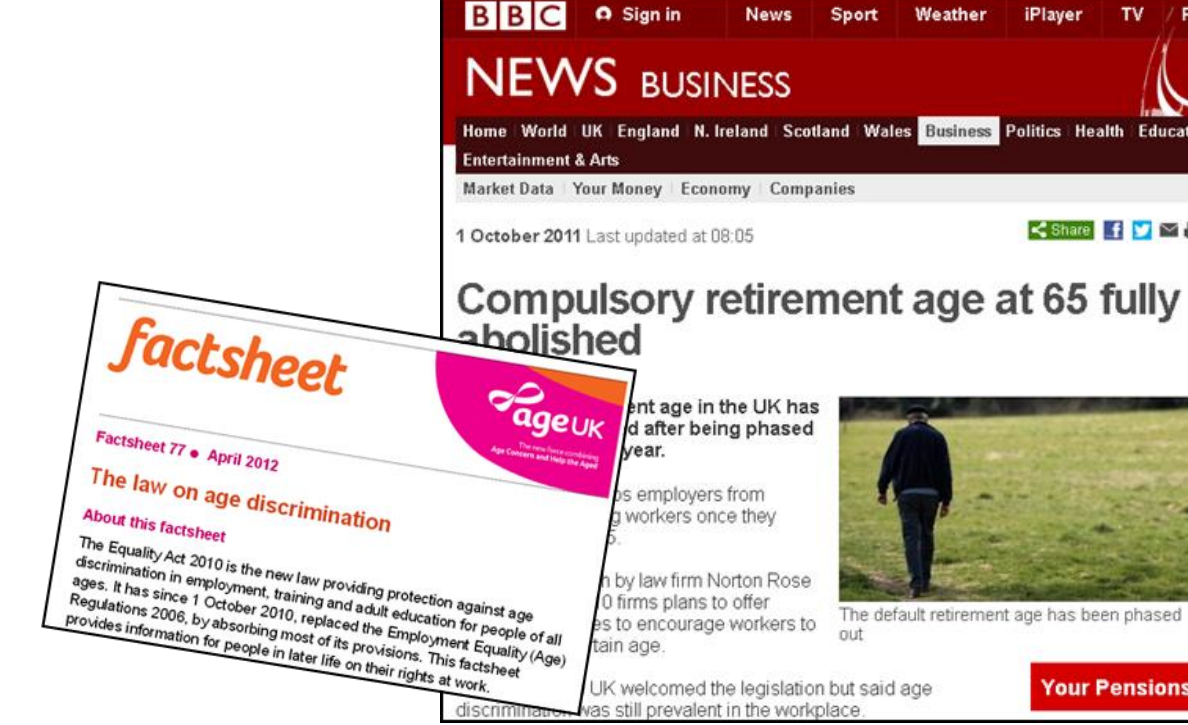 BBC Sign in News Sport Weather iPlayer TV
NEWS BUSINESS
Home World UK England N. Ireland Scotland Wales Business Politics Health Educat
Entertainment & Arts
Market Data Your Money Economy Companies
1 October 2011 Last updated at 08:05
Share
Compulsory retirement age at 65 fully
abolished
ent age in the UK has
d after being phased
year.
ps employers from
g workers once they
n by law firm Norton Rose
0 firms plans to offer
es to encourage workers to
tain age.
UK welcomed the legislation but said age
discrimination was still prevalent in the workplace.
The default retirement age has been phased
out
Your Pensions
factsheet
ageUK
The new force combining
Age Concern and Help the Aged
Factsheet 77 • April 2012
The law on age discrimination
About this factsheet
The Equality Act 2010 is the new law providing protection against age
discrimination in employment, training and adult education for people of all
ages. It has since 1 October 2010, replaced the Employment Equality (Age)
Regulations 2006, by absorbing most of its provisions. This factsheet
provides information for people in later life on their rights at work.